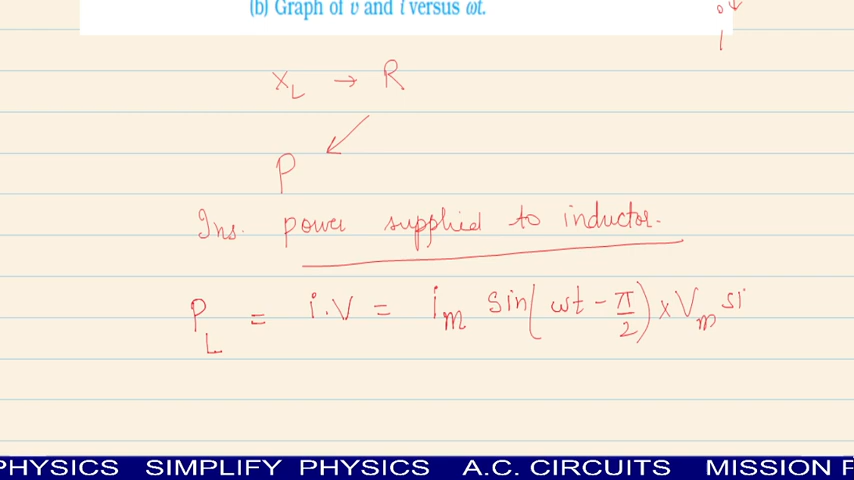 (b) Graph of v and i versus ωt.
X_L → R
P
Ins. power supplied to inductor.
P_L = i.V = i_m sin(ωt - π/2) × V_m si
PHYSICS SIMPLIFY PHYSICS A.C. CIRCUITS MISSION